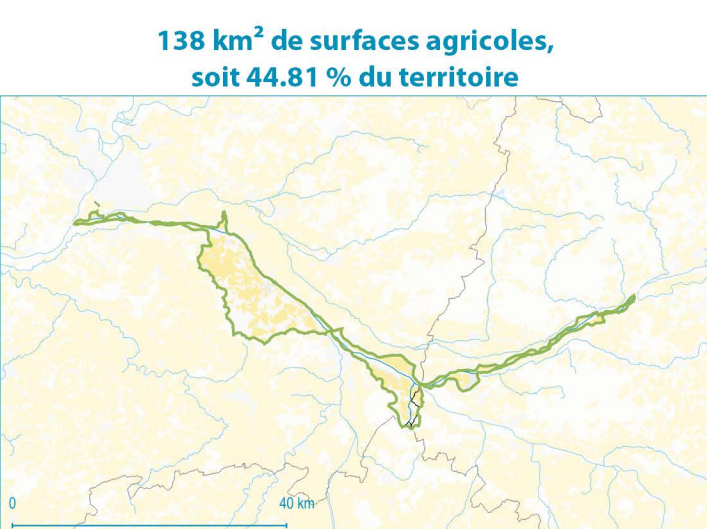 138 km² de surfaces agricoles,
soit 44.81 % du territoire
0
40 km